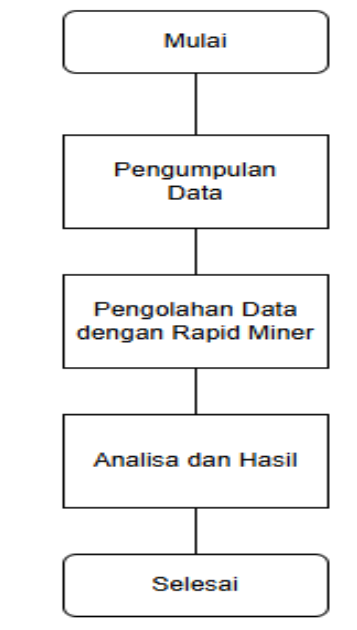 Mulai
Pengumpulan
Data
Pengolahan Data
dengan Rapid Miner
Analisa dan Hasil
Selesai